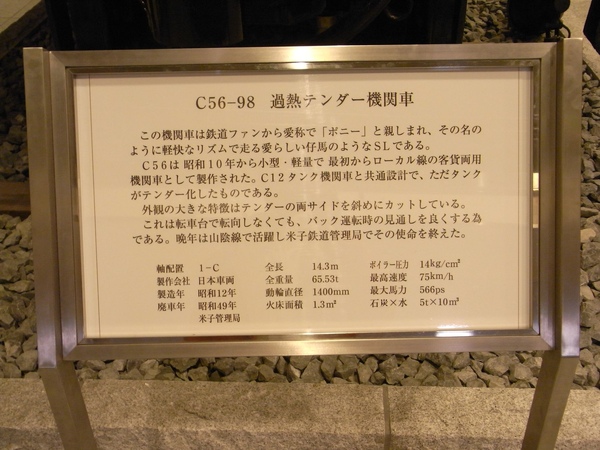 C56-98 過熱テンダー機関車
この機関車は鉄道ファンから愛称で「ポニー」と親しまれ、その名の
ように軽快なリズムで走る愛らしい仔馬のようなSLである。
C56は 昭和10年から小型・軽量で 最初からローカル線の客貨両用
機関車として製作された。C12タンク機関車と共通設計で、ただタンク
がテンダー化したものである。
外観の大きな特徴はテンダーの両サイドを斜めにカットしている。
これは転車台で転向しなくても、バック運転時の見通しを良くする為
である。晩年は山陰線で活躍し米子鉄道管理局でその使命を終えた。
軸配置 1-C 全長 14.3m ボイラー圧力 14kg/cm²
製作会社 日本車両 全重量 65.53t 最高速度 75km/h
製造年 昭和12年 動輪直径 1400mm 最大馬力 566ps
廃車年 昭和49年 火床面積 1.3m² 石炭×水 5t×10m²
米子管理局